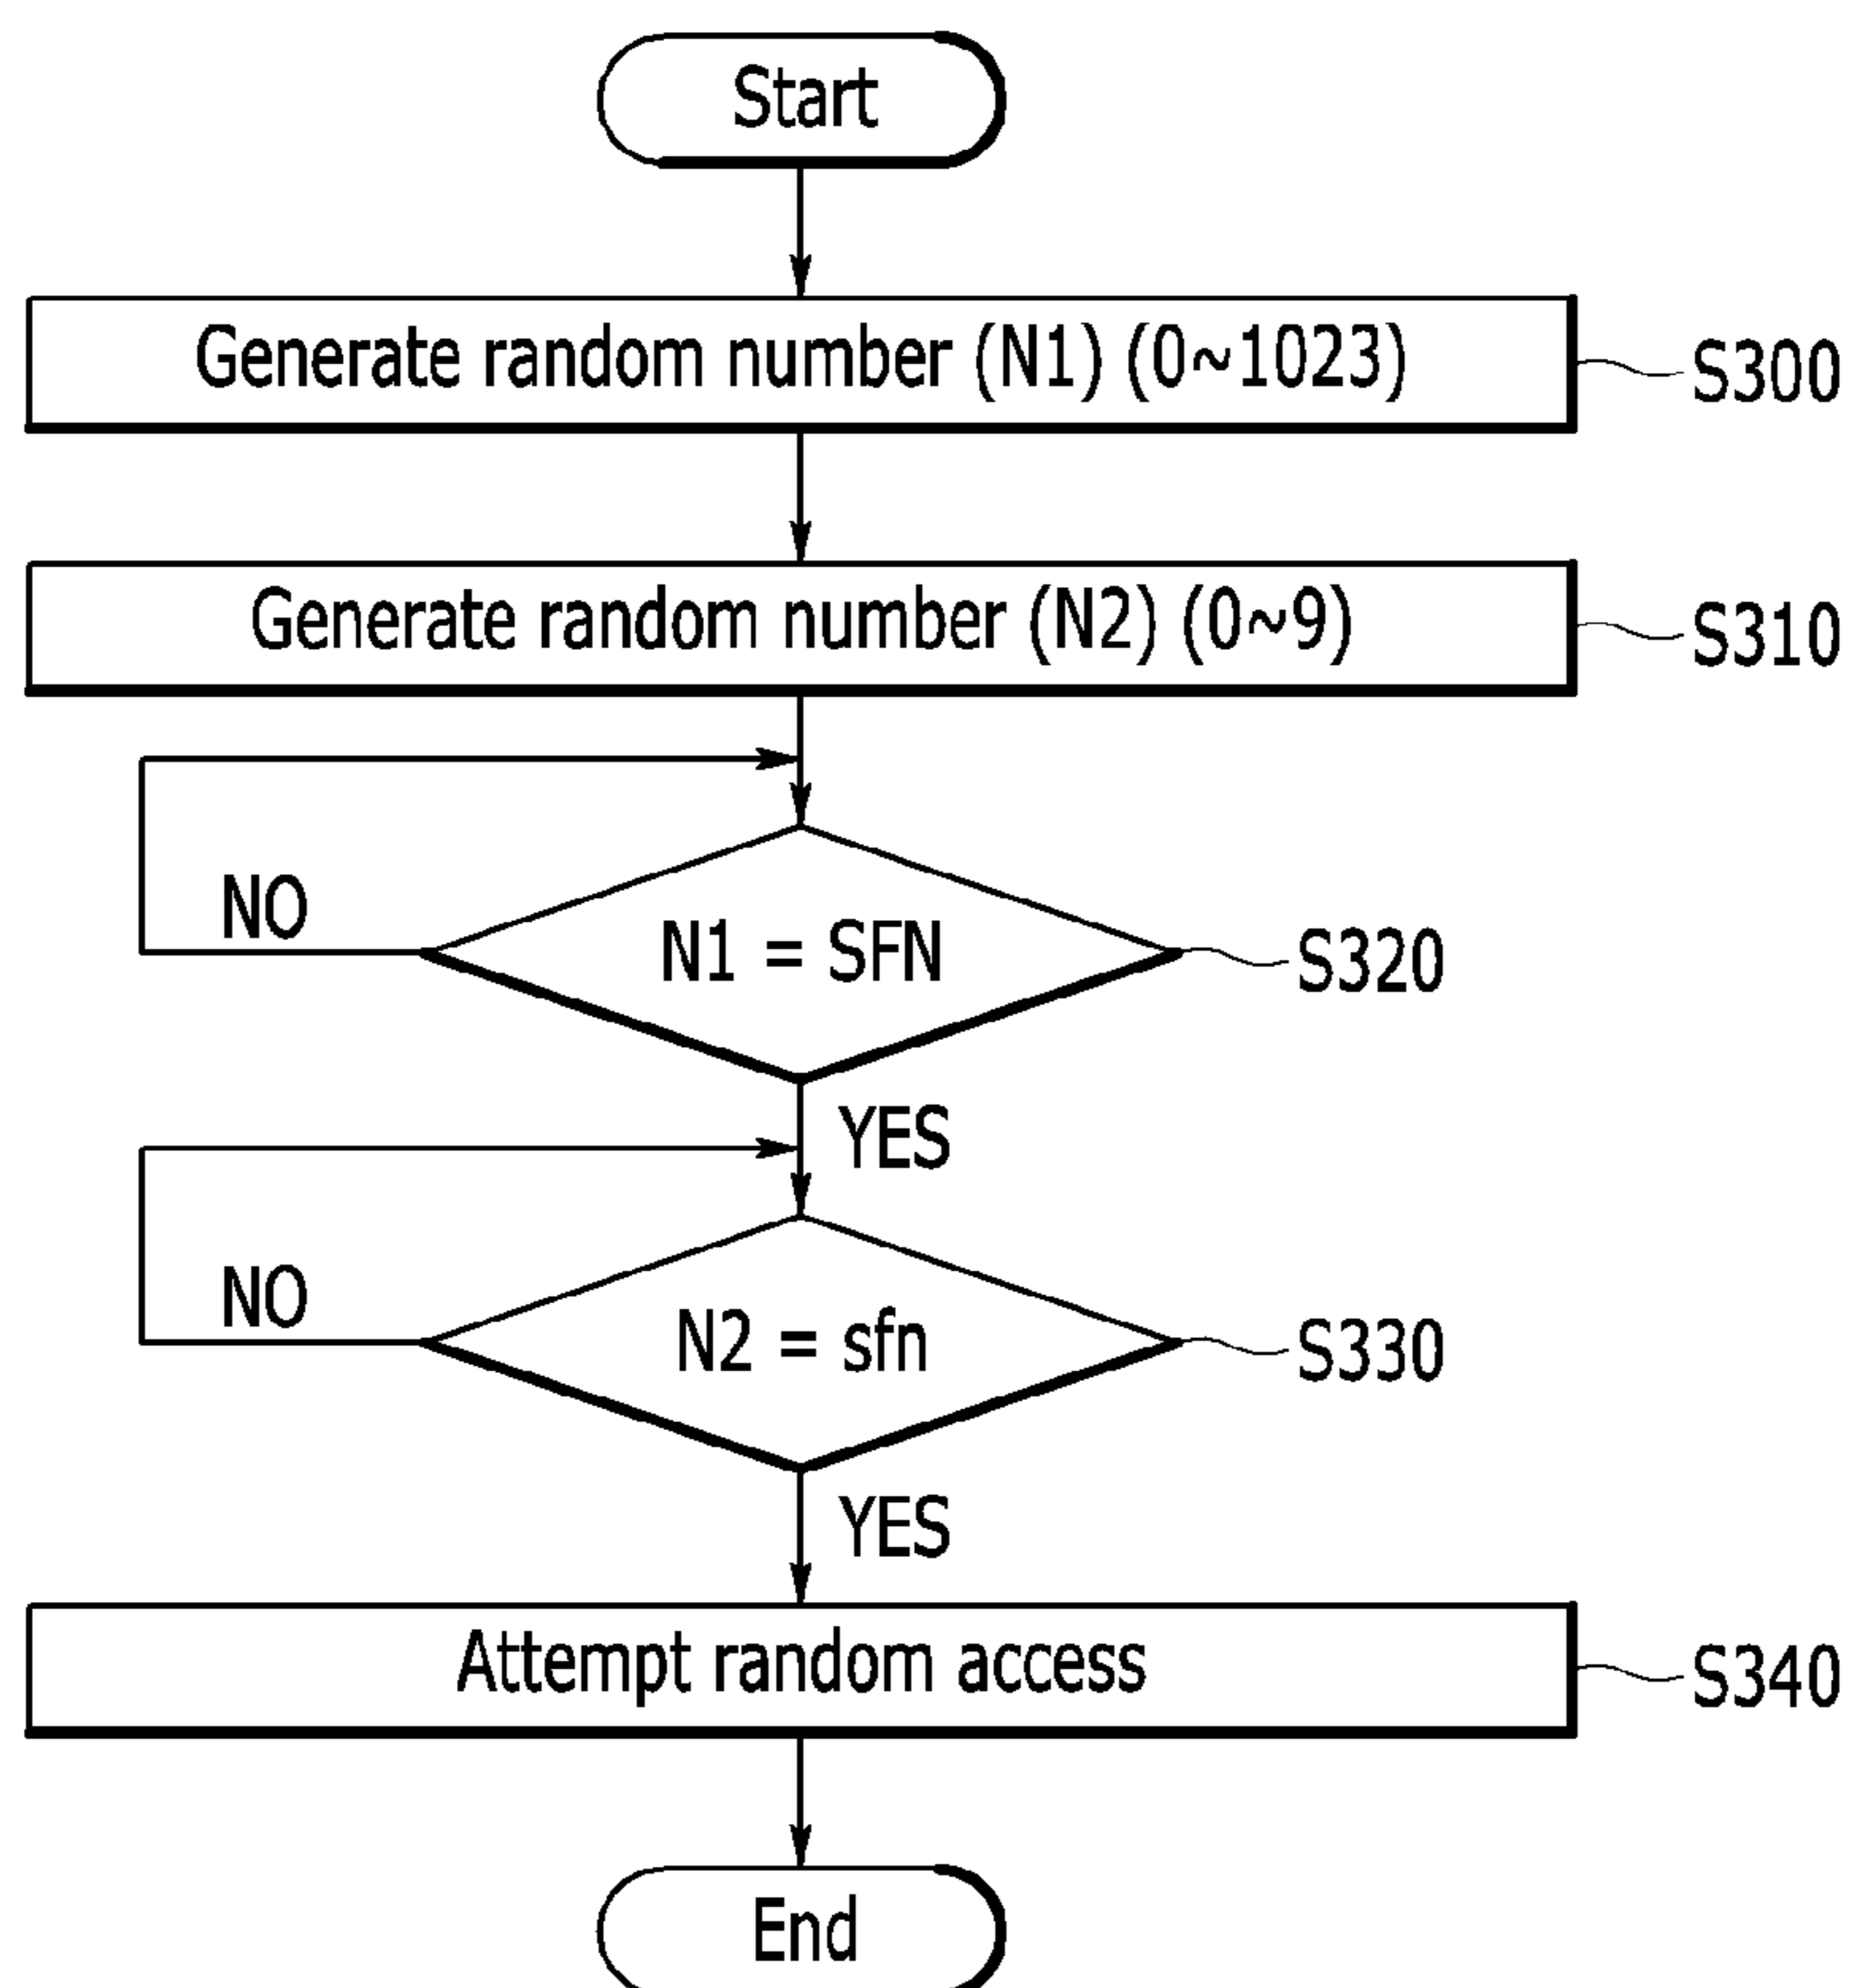 Start
Generate random number (N1) (0~1023)
S300
Generate random number (N2) (0~9)
S310
NO
N1 = SFN
S320
YES
NO
N2 = sfn
S330
YES
Attempt random access
S340
End